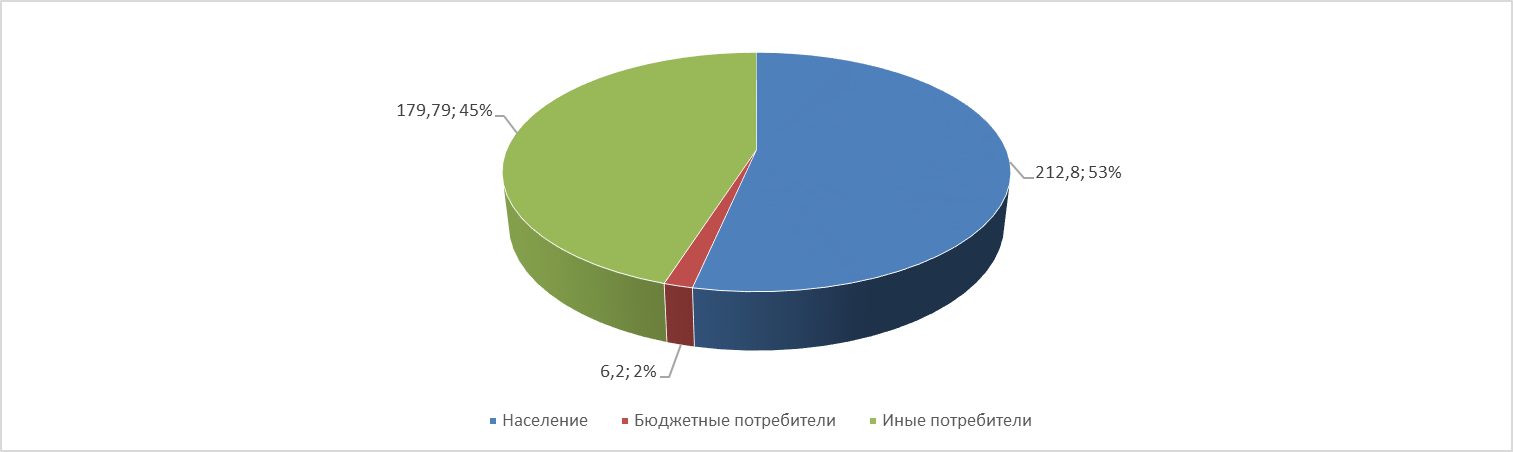 179,79; 45%
212,8; 53%
6,2; 2%
Население Бюджетные потребители Иные потребители